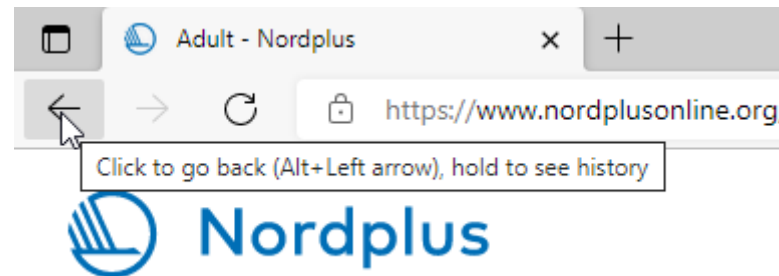 Adult - Nordplus
https://www.nordplusonline.org
Click to go back (Alt+Left arrow), hold to see history
Nordplus